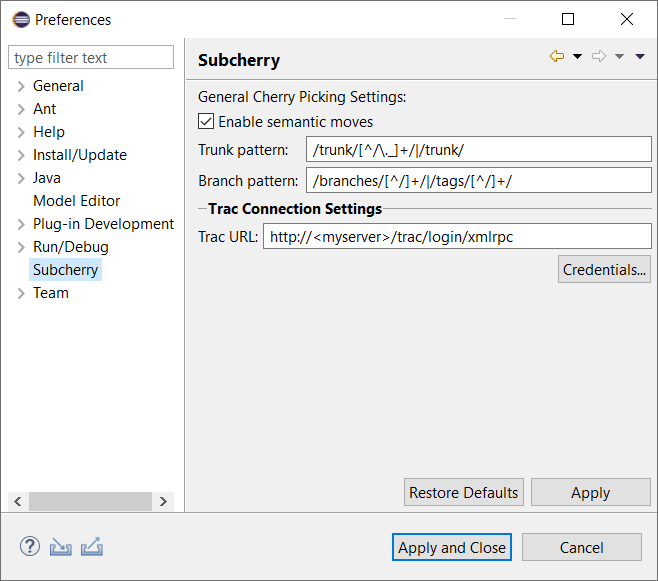 Preferences
type filter text
General
Ant
Help
Install/Update
Java
Model Editor
Plug-in Development
Run/Debug
Subcherry
Team
Subcherry
General Cherry Picking Settings:
Enable semantic moves
Trunk pattern: /trunk/[^/\._]+/|/trunk/
Branch pattern: /branches/[^/]+/|/tags/[^/]+/
Trac Connection Settings
Trac URL: http://<myserver>/trac/login/xmlrpc
Credentials...
Restore Defaults Apply
? Apply and Close Cancel